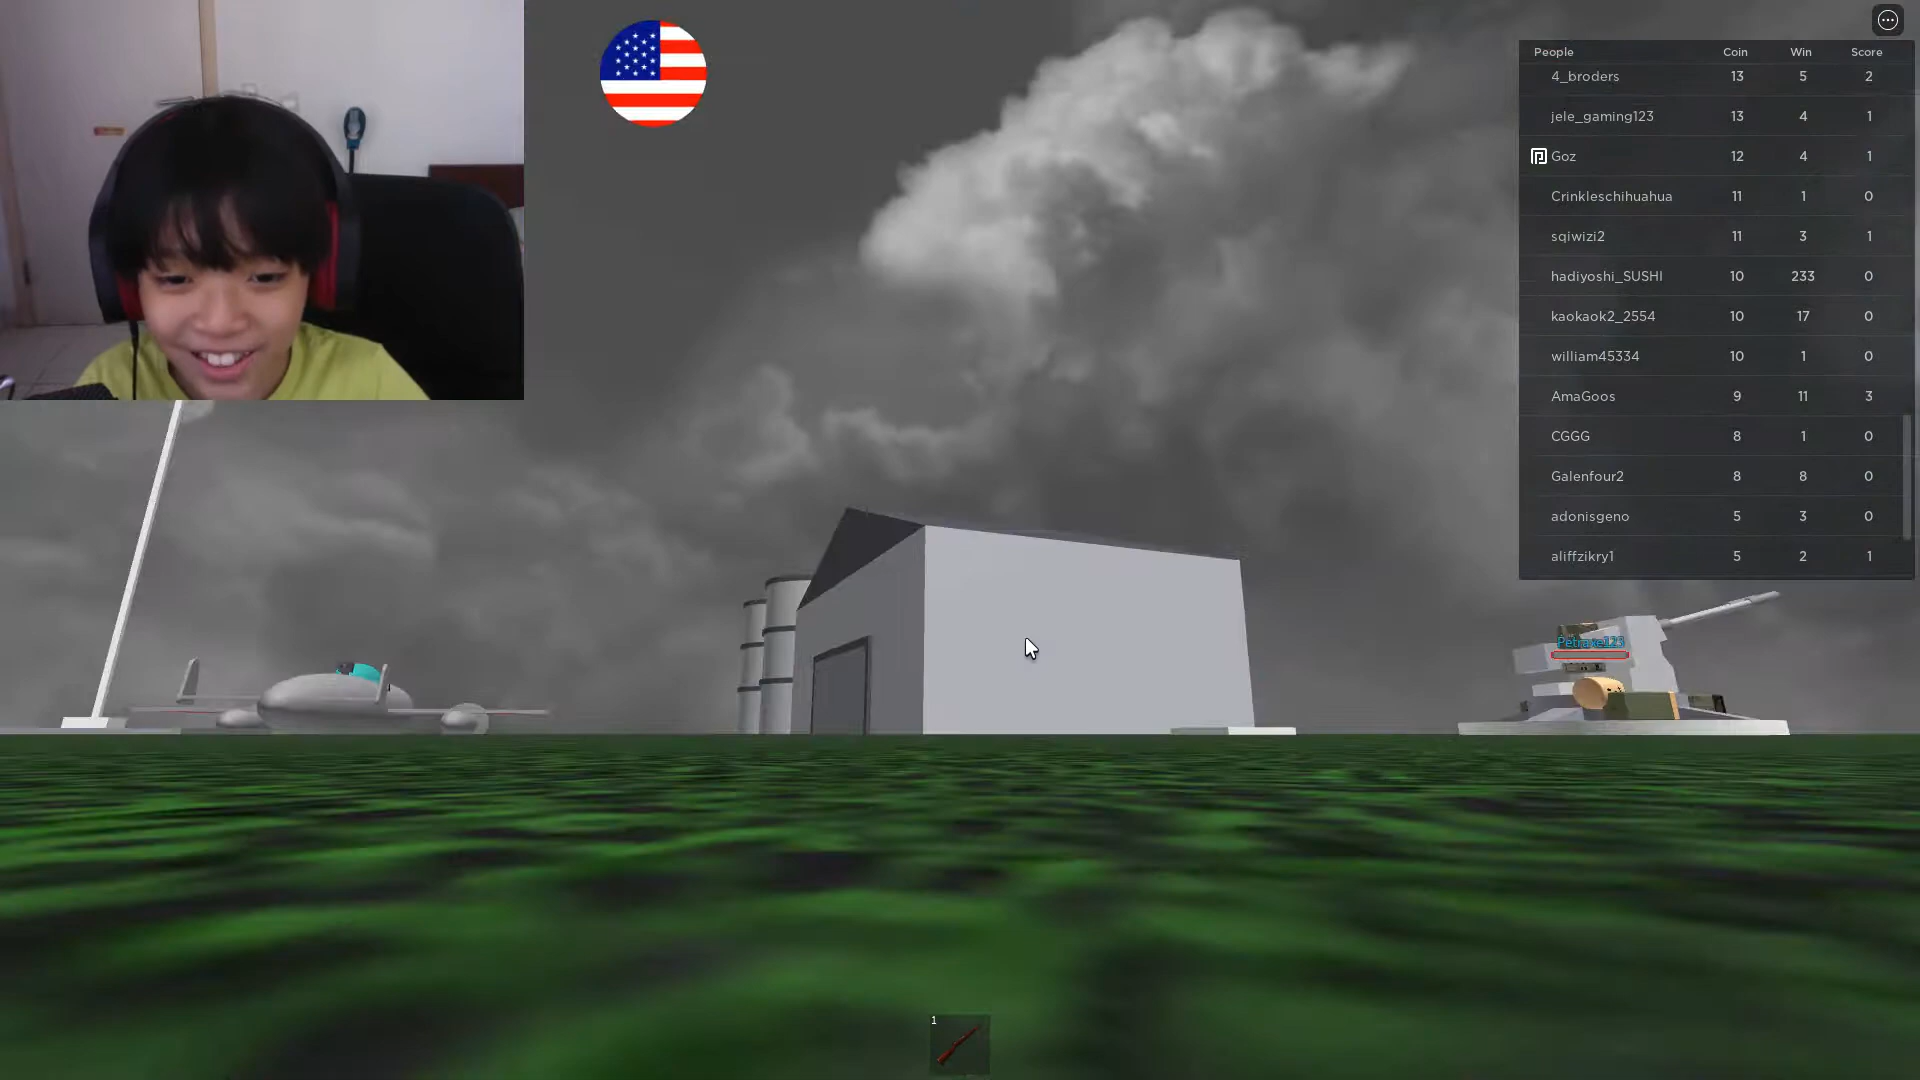 People Coin Win Score
4_broders 13 5 2
jele_gaming123 13 4 1
Goz 12 4 1
Crinkleschihuahua 11 1 0
sqiwizi2 11 3 1
hadiyoshi_SUSHI 10 233 0
kaokaok2_2554 10 17 0
william45334 10 1 0
AmaGoos 9 11 3
CGGG 8 1 0
Galenfour2 8 8 0
adonisgeno 5 3 0
aliffzikry1 5 2 1
Petraxe123
1